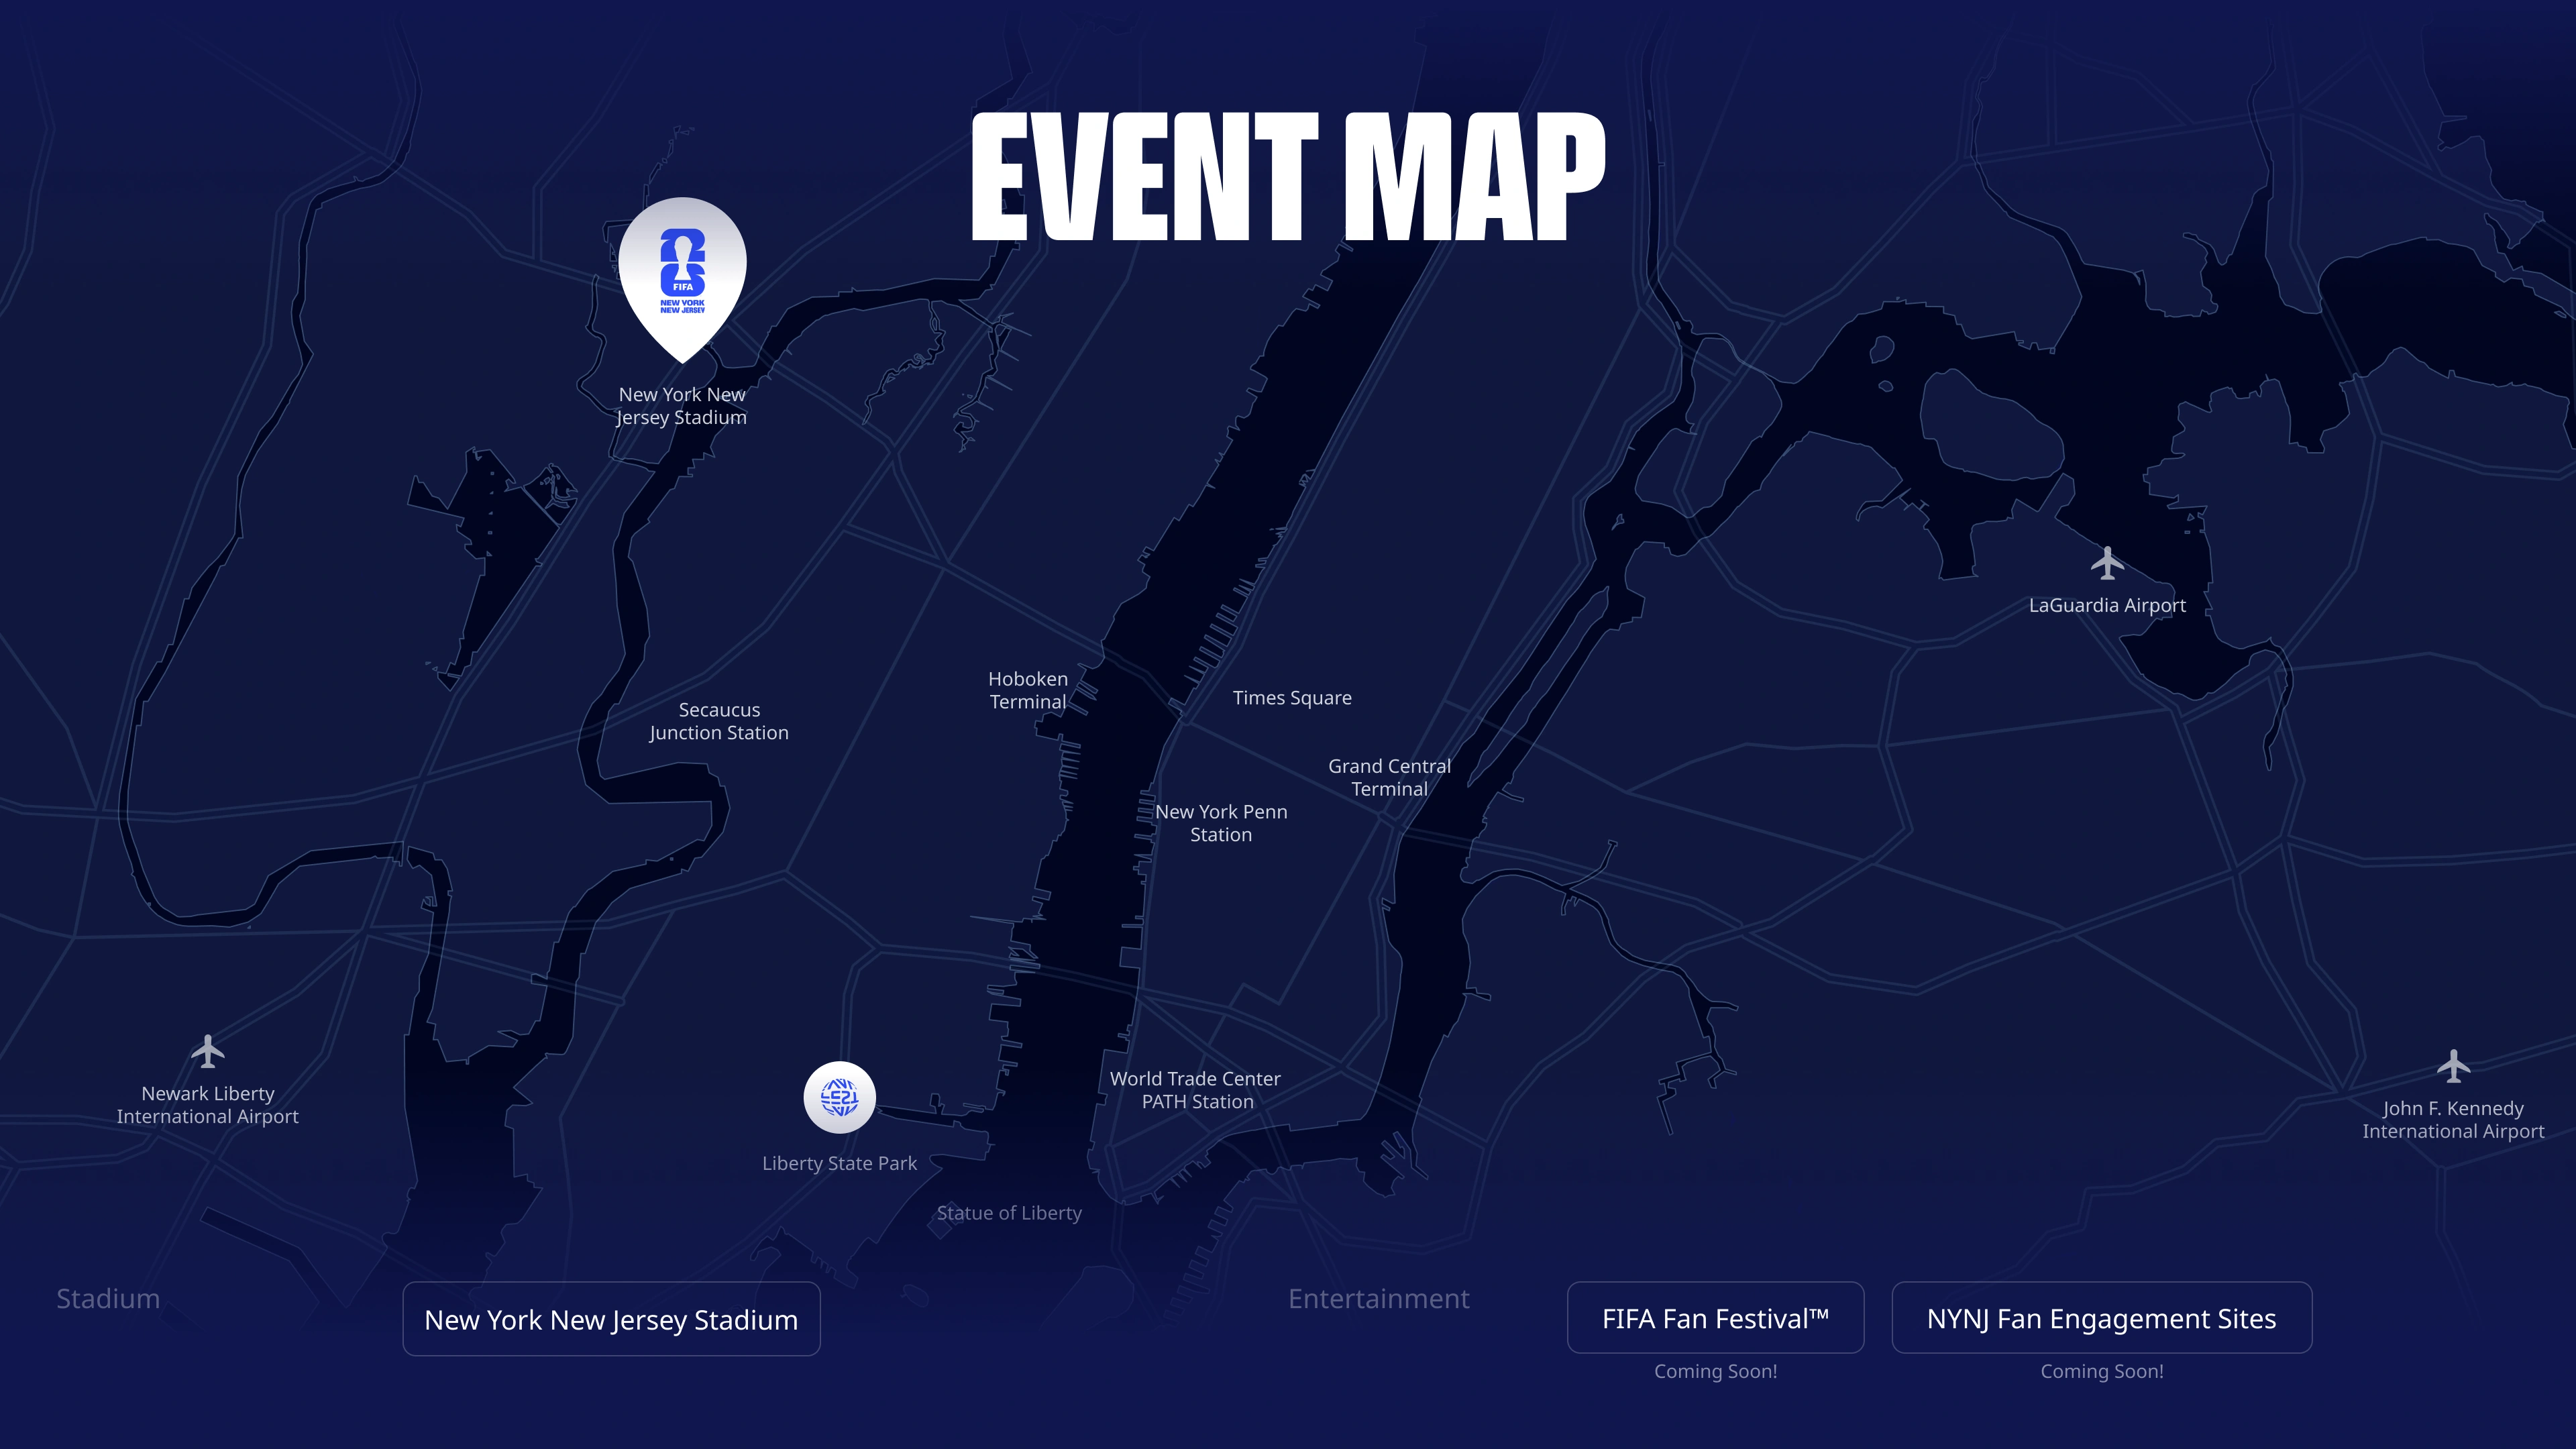 EVENT MAP
FIFA
NEW YORK
NEW JERSEY
New York New
Jersey Stadium
LaGuardia Airport
Hoboken
Terminal
Times Square
Secaucus
Junction Station
Grand Central
Terminal
New York Penn
Station
Newark Liberty
International Airport
World Trade Center
PATH Station
John F. Kennedy
International Airport
Liberty State Park
Statue of Liberty
Stadium
New York New Jersey Stadium
Entertainment
FIFA Fan Festival™
Coming Soon!
NYNJ Fan Engagement Sites
Coming Soon!